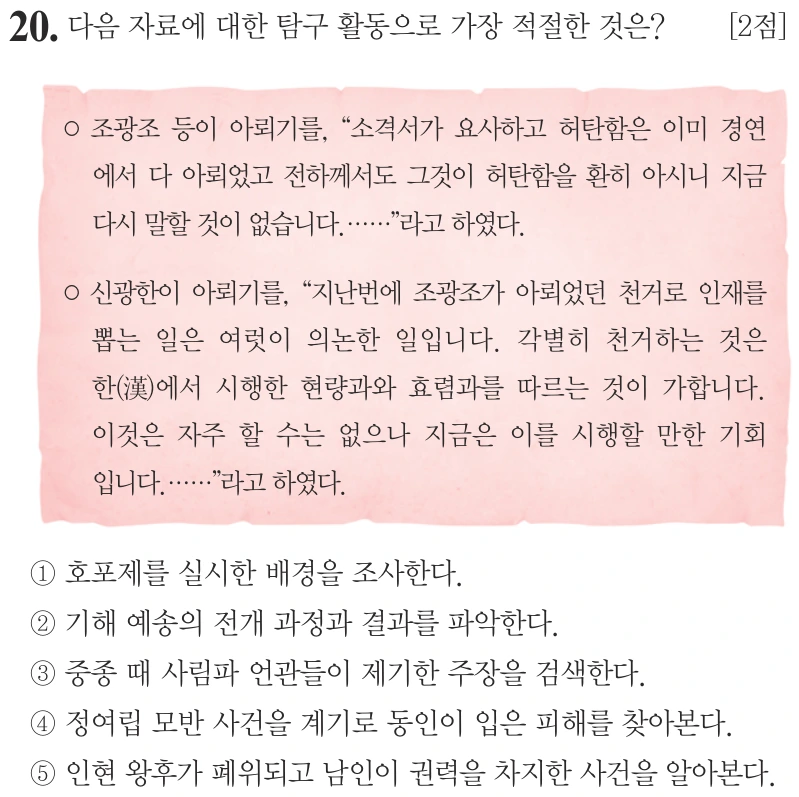 20. 다음 자료에 대한 탐구 활동으로 가장 적절한 것은? [2점]
○ 조광조 등이 아뢰기를, “소격서가 요사하고 허탄함은 이미 경연
에서 다 아뢰었고 전하께서도 그것이 허탄함을 환히 아시니 지금
다시 말할 것이 없습니다.……”라고 하였다.
○ 신광한이 아뢰기를, “지난번에 조광조가 아뢰었던 천거로 인재를
뽑는 일은 여럿이 의논한 일입니다. 각별히 천거하는 것은
한(漢)에서 시행한 현량과와 효렴과를 따르는 것이 가합니다.
이것은 자주 할 수는 없으나 지금은 이를 시행할 만한 기회
입니다.……”라고 하였다.
① 호포제를 실시한 배경을 조사한다.
② 기해 예송의 전개 과정과 결과를 파악한다.
③ 중종 때 사림파 언관들이 제기한 주장을 검색한다.
④ 정여립 모반 사건을 계기로 동인이 입은 피해를 찾아본다.
⑤ 인현 왕후가 폐위되고 남인이 권력을 차지한 사건을 알아본다.